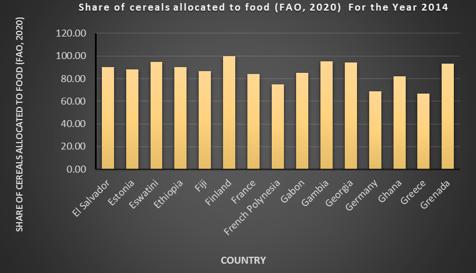 Share of cereals allocated to food (FAO, 2020) For the Year 2014
SHARE OF CEREALS ALLOCATED TO FOOD (FAO, 2020)
120.00
100.00
80.00
60.00
40.00
20.00
0.00
El Salvador
Estonia
Eswatini
Ethiopia
Fiji
Finland
France
French Polynesia
Gabon
Gambia
Georgia
Germany
Ghana
Greece
Grenada
COUNTRY